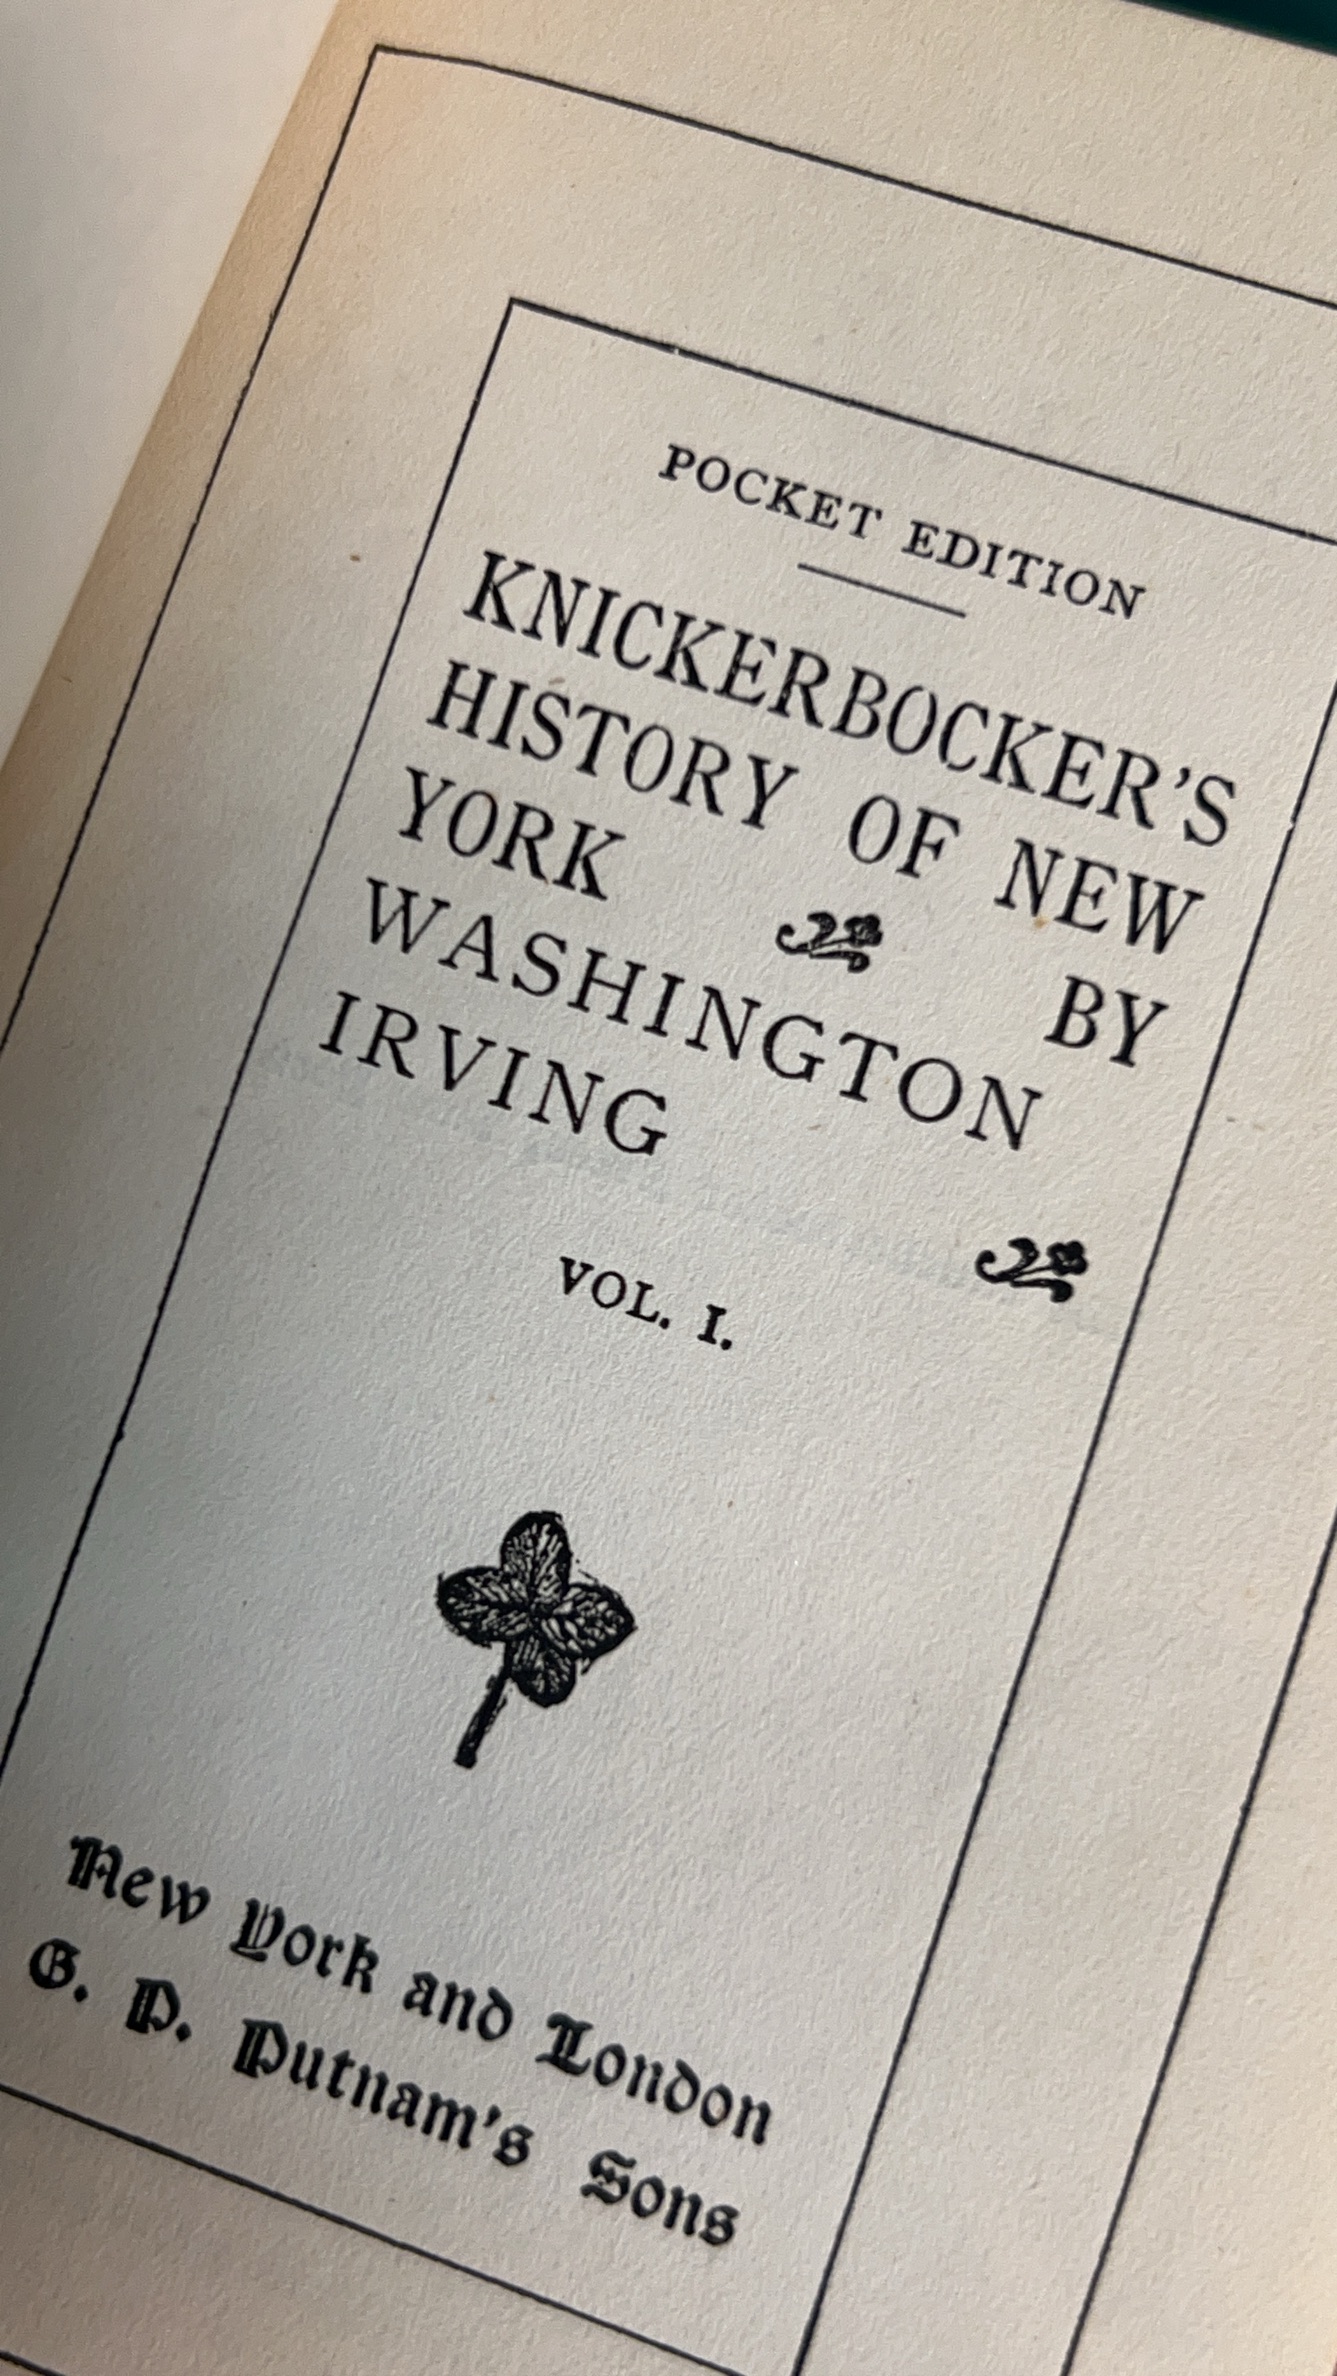 POCKET EDITION
KNICKERBOCKER'S
HISTORY OF NEW
YORK BY
WASHINGTON
IRVING
VOL. I.
New York and London
G. P. Putnam's Sons